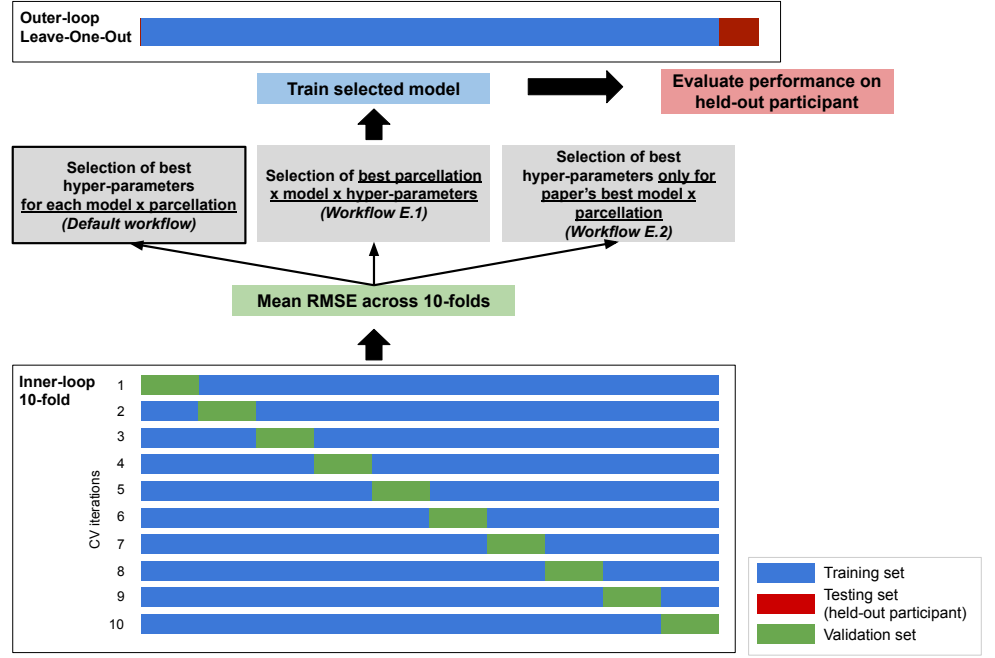 Outer-loop
Leave-One-Out
Train selected model
Evaluate performance on
held-out participant
Selection of best
hyper-parameters
for each model x parcellation
(Default workflow)
Selection of best parcellation
x model x hyper-parameters
(Workflow E.1)
Selection of best
hyper-parameters only for
paper's best model x
parcellation
(Workflow E.2)
Mean RMSE across 10-folds
Inner-loop
10-fold
CV iterations
1
2
3
4
5
6
7
8
9
10
Training set
Testing set
(held-out participant)
Validation set